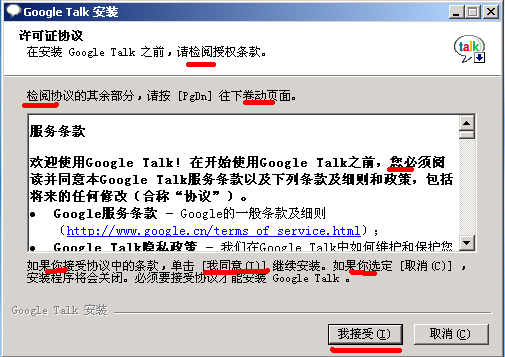 Google Talk 安装
许可证协议
在安装 Google Talk 之前,请检阅授权条款。
talk
检阅协议的其余部分,请按 [PgDn] 往下卷动页面。
服务条款
欢迎使用Google Talk! 在开始使用Google Talk之前,您必须阅
读并同意本Google Talk服务条款以及下列条款及细则和政策,包括
将来的任何修改(合称“协议”)。
• Google服务条款 - Google的一般条款及细则
(http://www.google.cn/terms_of_service.html);
• Google Talk隐私政策 - 我们在Google Talk中如何维护和保护您
如果你接受协议中的条款,单击 [我同意(I)] 继续安装。如果你选定 [取消(C)] ,
安装程序将会关闭。必须要接受协议才能安装 Google Talk 。
Google Talk 安装
我接受(I)
取消(C)